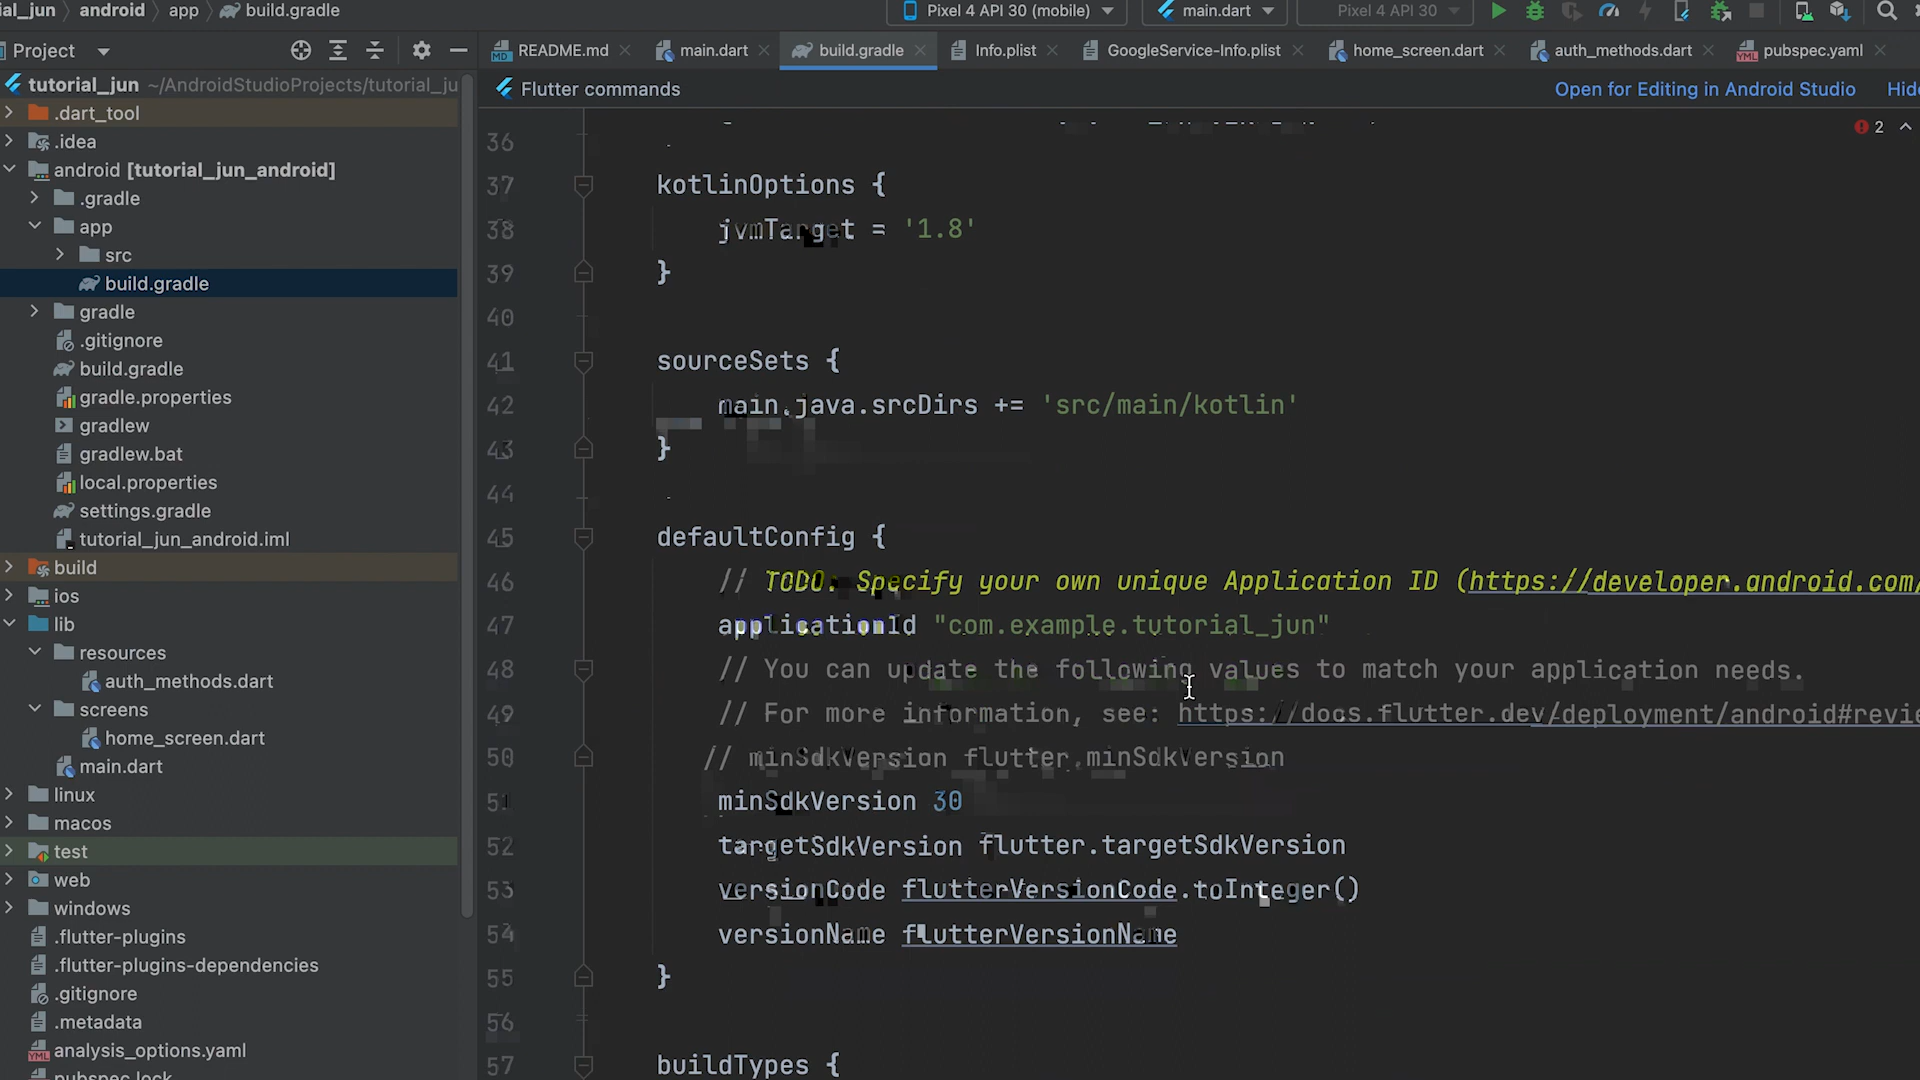 ial_jun
android
app
build.gradle
Pixel 4 API 30 (mobile)
main.dart
Pixel 4 API 30
Project
README.md
main.dart
build.gradle
Info.plist
GoogleService-Info.plist
home_screen.dart
auth_methods.dart
pubspec.yaml
tutorial_jun ~/AndroidStudioProjects/tutorial_ju
Flutter commands
Open for Editing in Android Studio
Hide
.dart_tool
.idea
android [tutorial_jun_android]
.gradle
app
src
build.gradle
gradle
.gitignore
build.gradle
gradle.properties
gradlew
gradlew.bat
local.properties
settings.gradle
tutorial_jun_android.iml
build
ios
lib
resources
auth_methods.dart
screens
home_screen.dart
main.dart
linux
macos
test
web
windows
.flutter-plugins
.flutter-plugins-dependencies
.gitignore
.metadata
analysis_options.yaml
pubspec.lock
2
36
37 kotlinOptions {
38 jvmTarget = '1.8'
39 }
40
41 sourceSets {
42 main.java.srcDirs += 'src/main/kotlin'
43 }
44
45 defaultConfig {
46 // TODO: Specify your own unique Application ID (https://developer.android.com/
47 applicationId "com.example.tutorial_jun"
48 // You can update the following values to match your application needs.
49 // For more information, see: https://docs.flutter.dev/deployment/android#revie
50 // minSdkVersion flutter.minSdkVersion
51 minSdkVersion 30
52 targetSdkVersion flutter.targetSdkVersion
53 versionCode flutterVersionCode.toInteger()
54 versionName flutterVersionName
55 }
56
57 buildTypes {